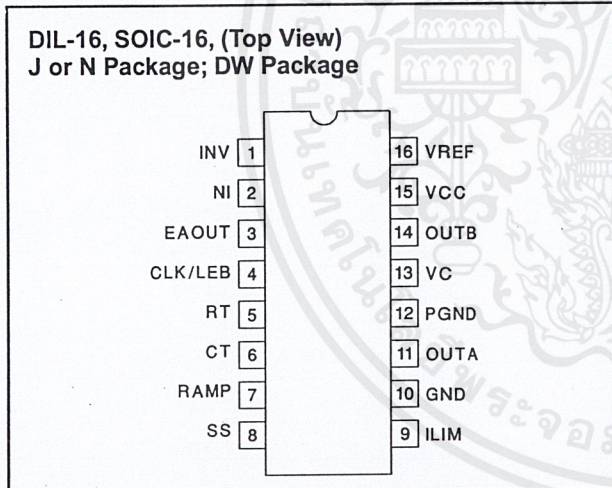 DIL-16, SOIC-16, (Top View)
J or N Package; DW Package
INV 1
NI 2
EAOUT 3
CLK/LEB 4
RT 5
CT 6
RAMP 7
SS 8
16 VREF
15 VCC
14 OUTB
13 VC
12 PGND
11 OUTA
10 GND
9 ILIM